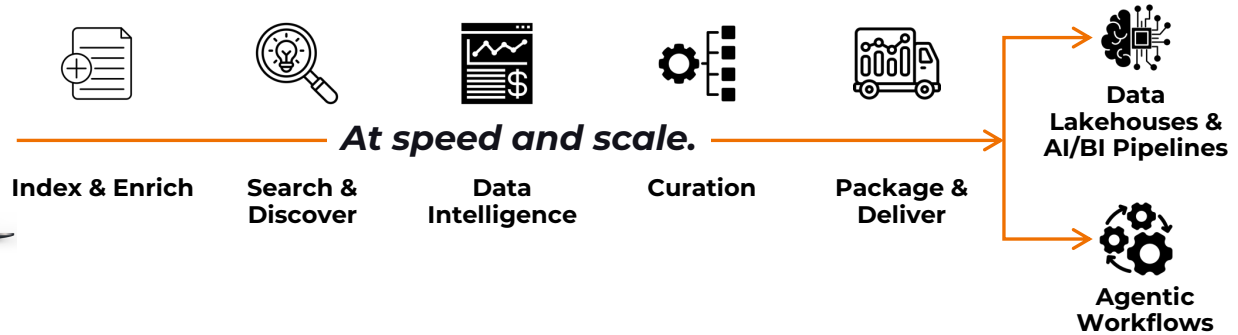 At speed and scale.
Index & Enrich
Search &
Discover
Data
Intelligence
Curation
Package &
Deliver
Data
Lakehouses &
AI/BI Pipelines
Agentic
Workflows